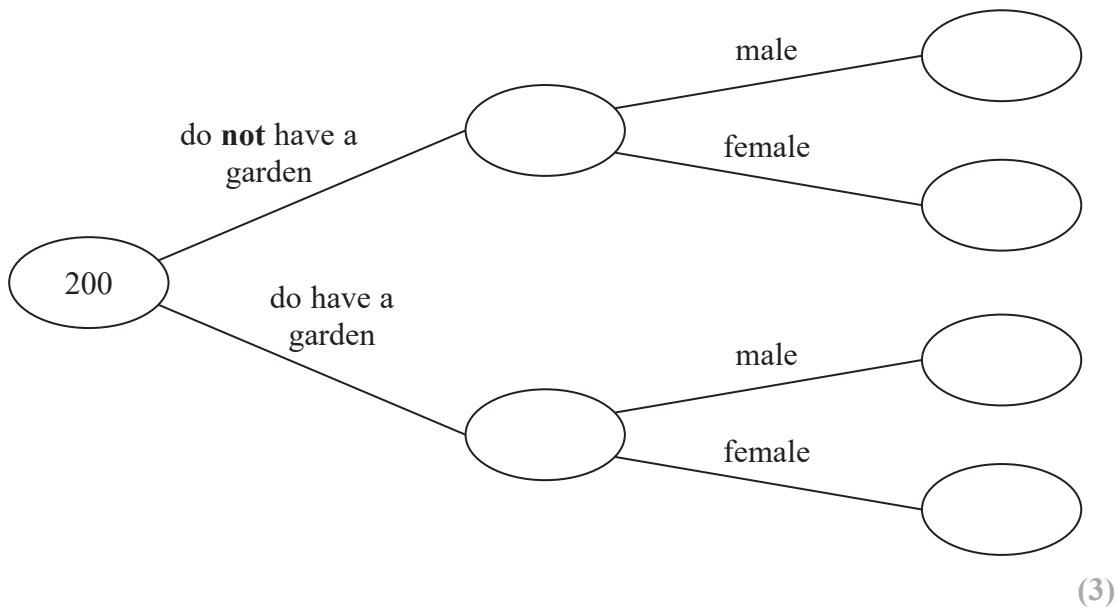 male
do not have a
garden
female
200
do have a
garden
male
female
(3)